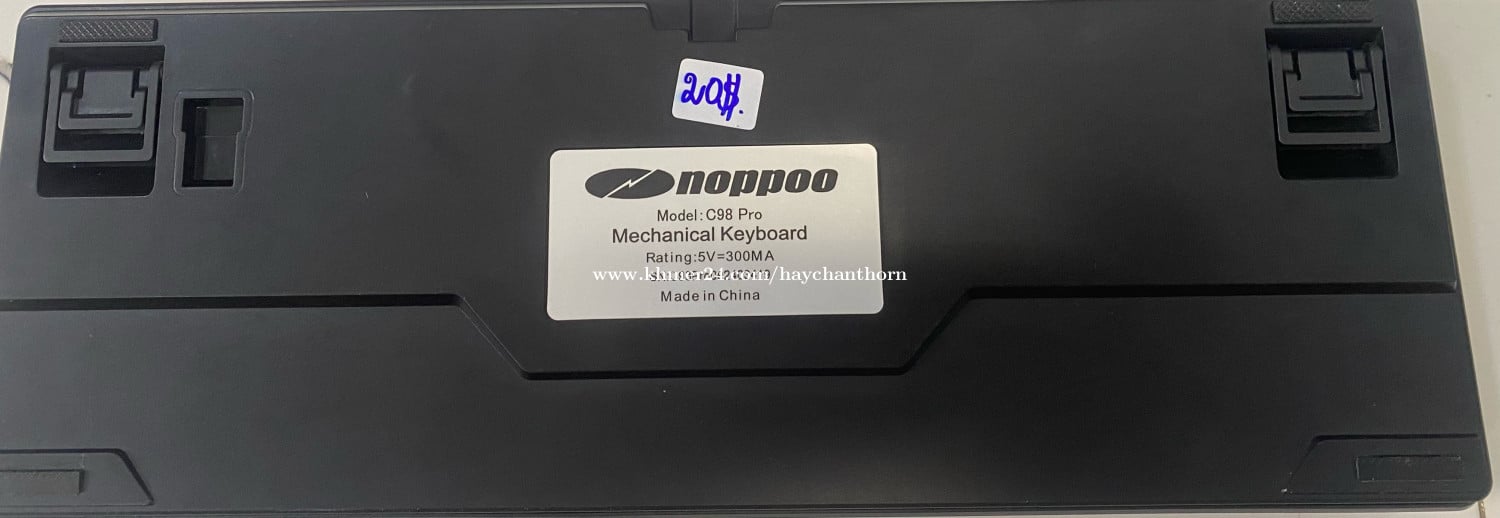 20$.
noppoo
Model: C98 Pro
Mechanical Keyboard
Rating:5V=300MA
www.khmer24.com/haychanthorn
Made in China